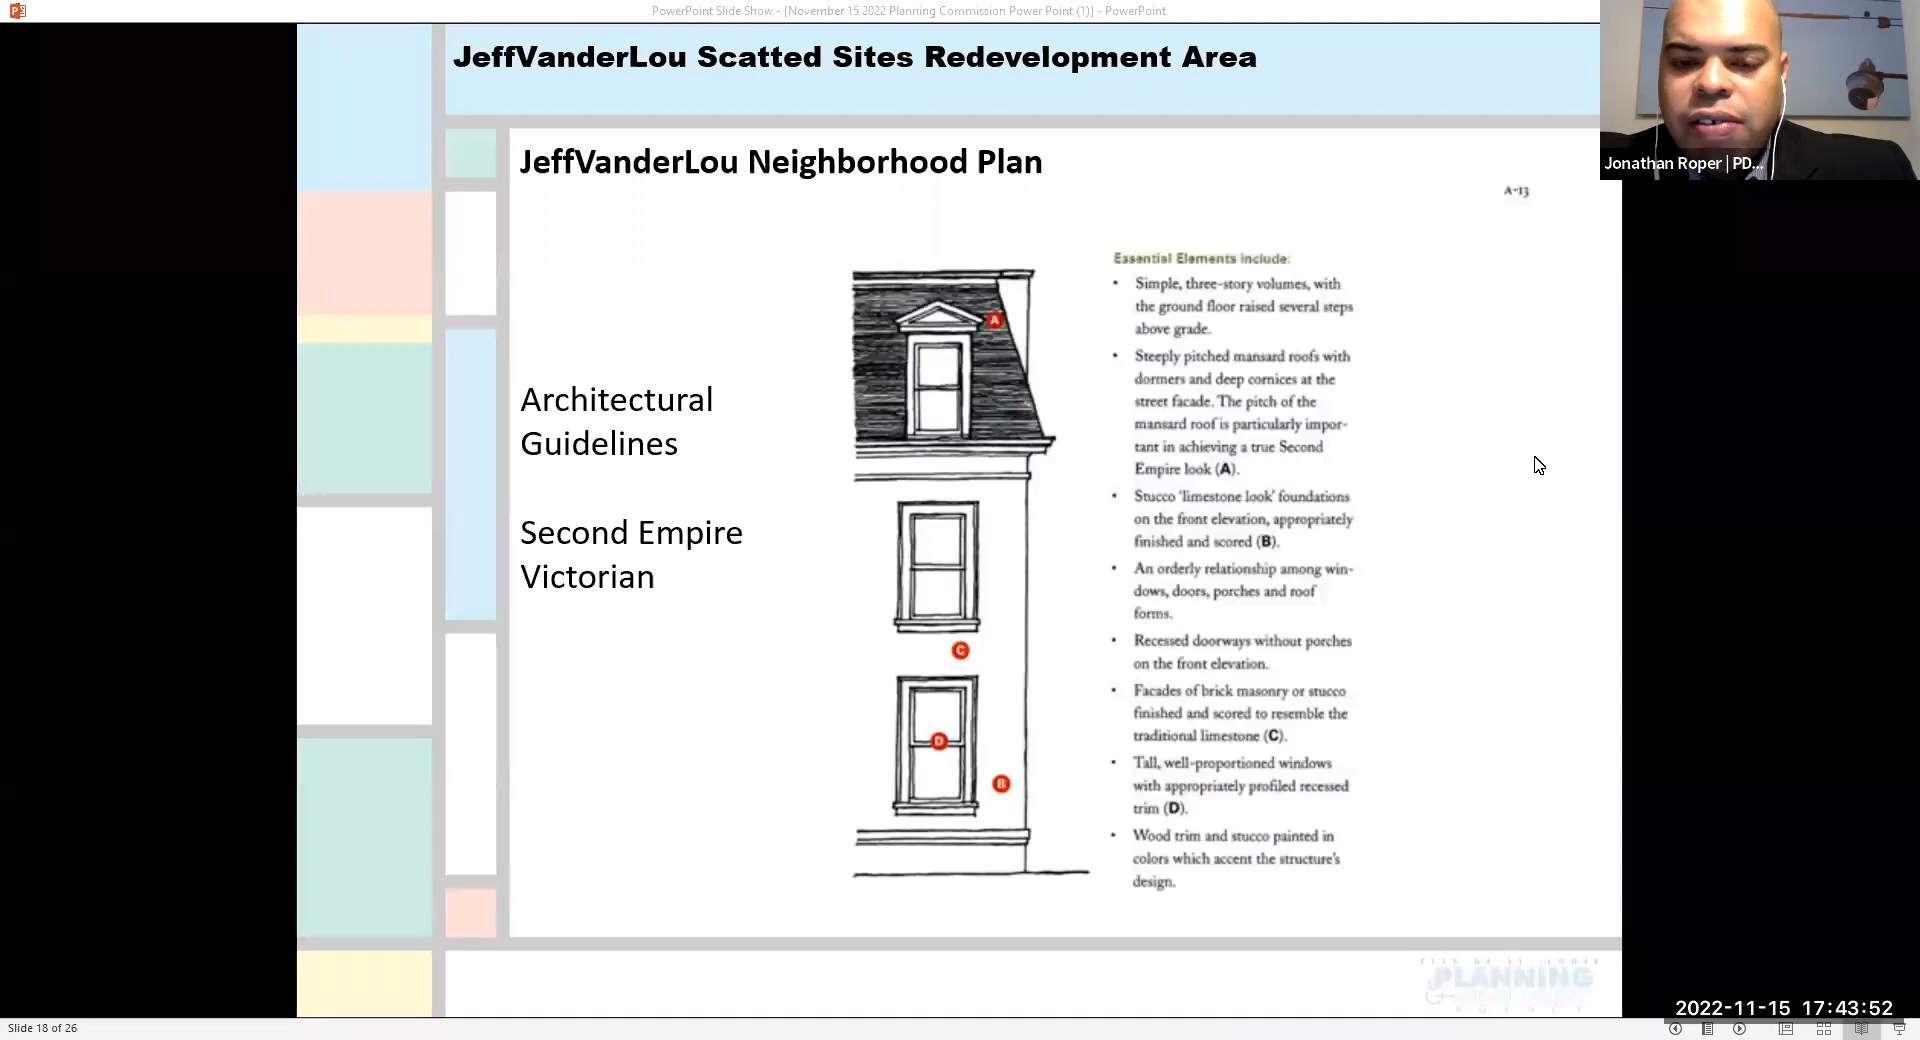 PowerPoint Slide Show - [November 15 2022 Planning Commission Power Point (1)] - PowerPoint
JeffVanderLou Scatted Sites Redevelopment Area
Jonathan Roper | PD...
JeffVanderLou Neighborhood Plan
A-13
Architectural
Guidelines
Second Empire
Victorian
A
C
D
B
Essential Elements include:
• Simple, three-story volumes, with
the ground floor raised several steps
above grade.
• Steeply pitched mansard roofs with
dormers and deep cornices at the
street facade. The pitch of the
mansard roof is particularly impor-
tant in achieving a true Second
Empire look (A).
• Stucco 'limestone look' foundations
on the front elevation, appropriately
finished and scored (B).
• An orderly relationship among win-
dows, doors, porches and roof
forms.
• Recessed doorways without porches
on the front elevation.
• Facades of brick masonry or stucco
finished and scored to resemble the
traditional limestone (C).
• Tall, well-proportioned windows
with appropriately profiled recessed
trim (D).
• Wood trim and stucco painted in
colors which accent the structure's
design.
CITY OF ST. LOUIS
PLANNING
AGENCY
2022-11-15 17:43:52
Slide 18 of 26